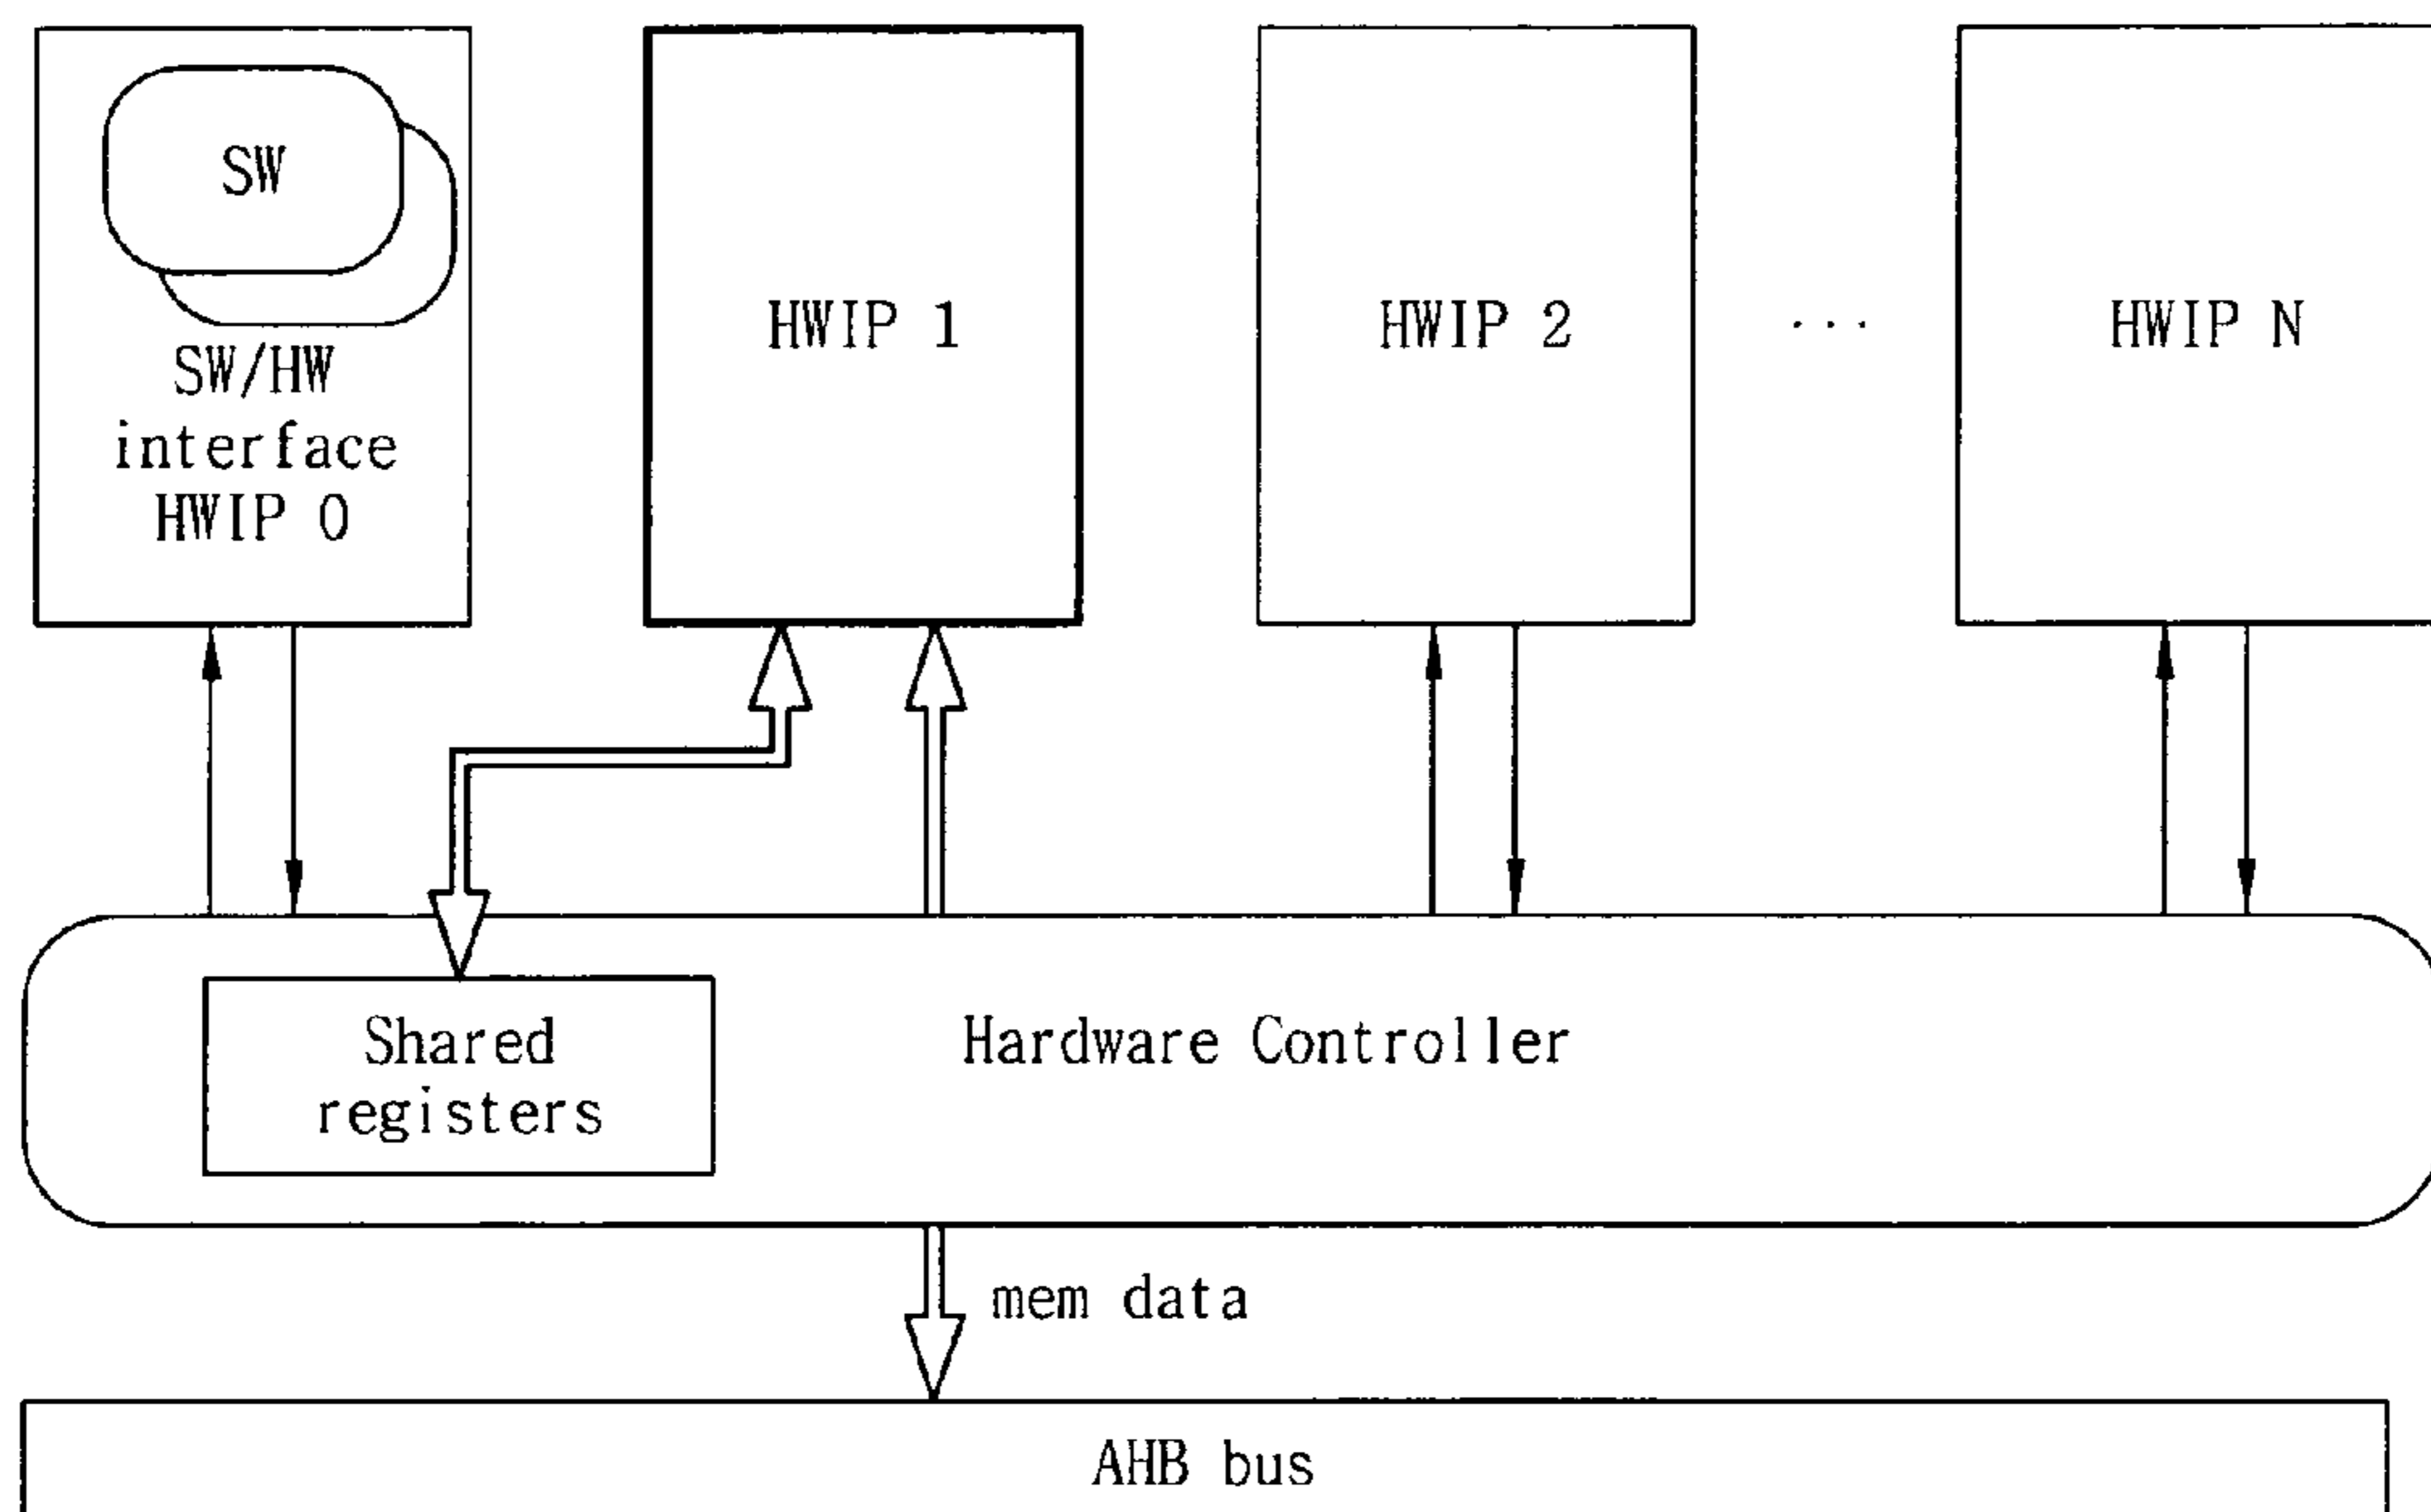 SW
SW/HW
interface
HWIP 0
HWIP 1
HWIP 2
...
HWIP N
Shared
registers
Hardware Controller
mem data
AHB bus